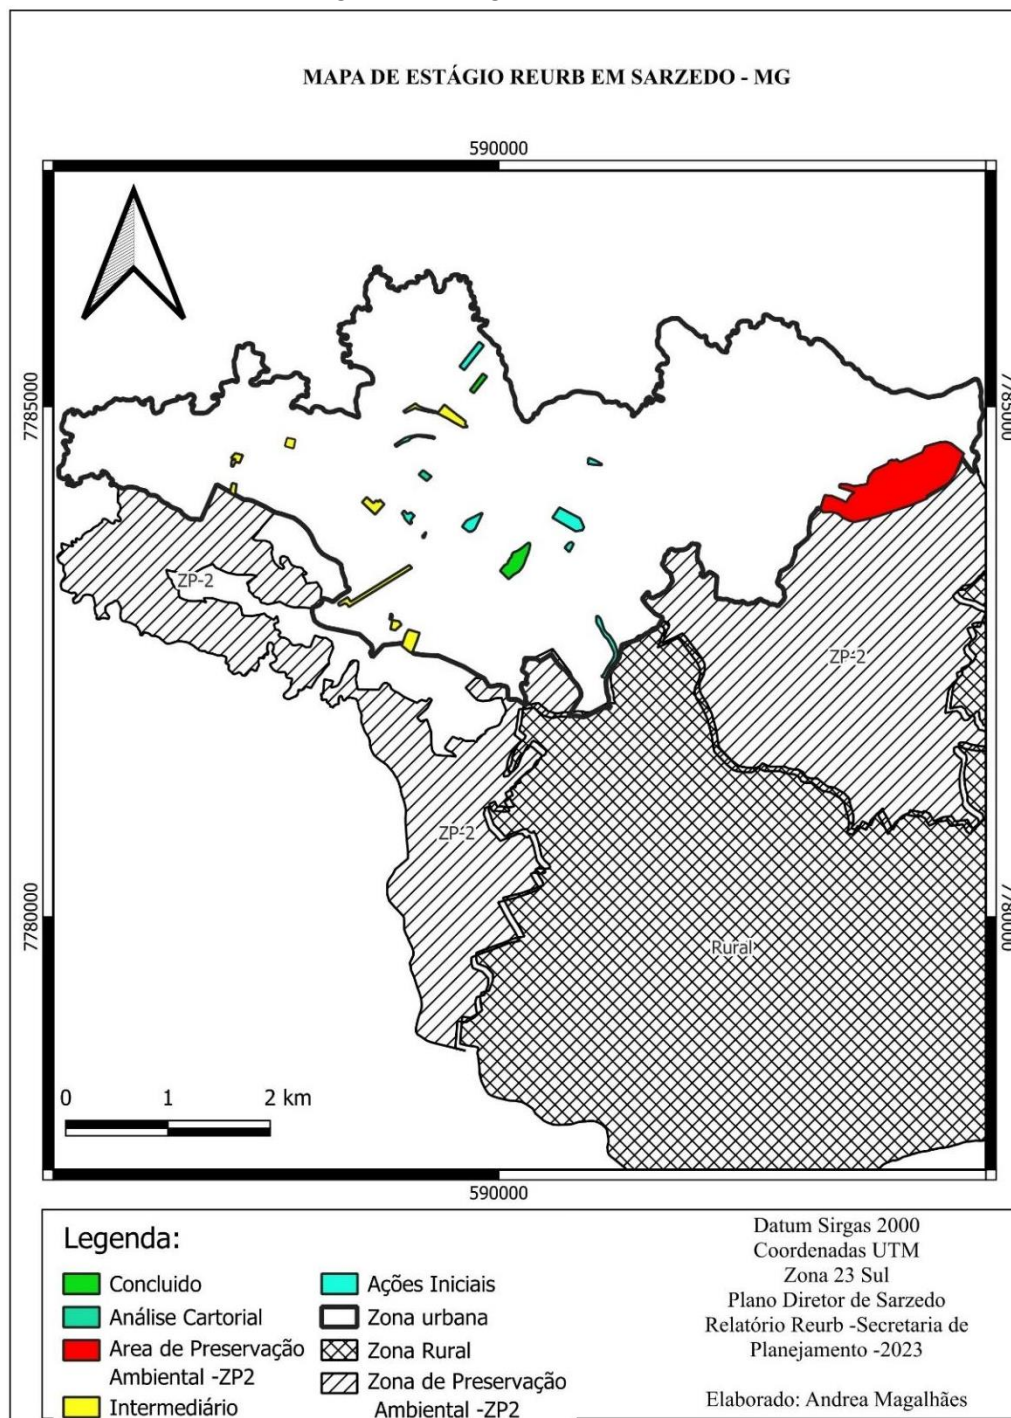 MAPA DE ESTÁGIO REURB EM SARZEDO - MG
590000
7785000
7785000
ZP-2
ZP-2
ZP-2
7780000
7780000
Rural
0 1 2 km
590000
Legenda:
Concluido
Análise Cartorial
Area de Preservação
Ambiental -ZP2
Intermediário
Ações Iniciais
Zona urbana
Zona Rural
Zona de Preservação
Ambiental -ZP2
Datum Sirgas 2000
Coordenadas UTM
Zona 23 Sul
Plano Diretor de Sarzedo
Relatório Reurb -Secretaria de
Planejamento -2023
Elaborado: Andrea Magalhães